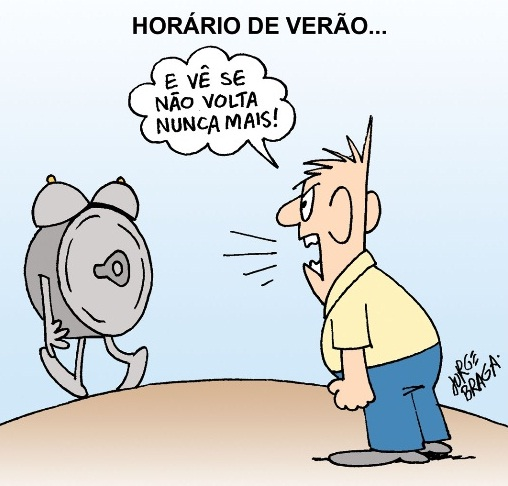 HORÁRIO DE VERÃO...
E VÊ SE
NÃO VOLTA
NUNCA MAIS!
JORGE
BRAGA.